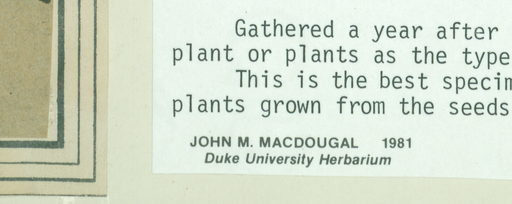 Gathered a year after
plant or plants as the type
This is the best specim
plants grown from the seeds
JOHN M. MACDOUGAL 1981
Duke University Herbarium